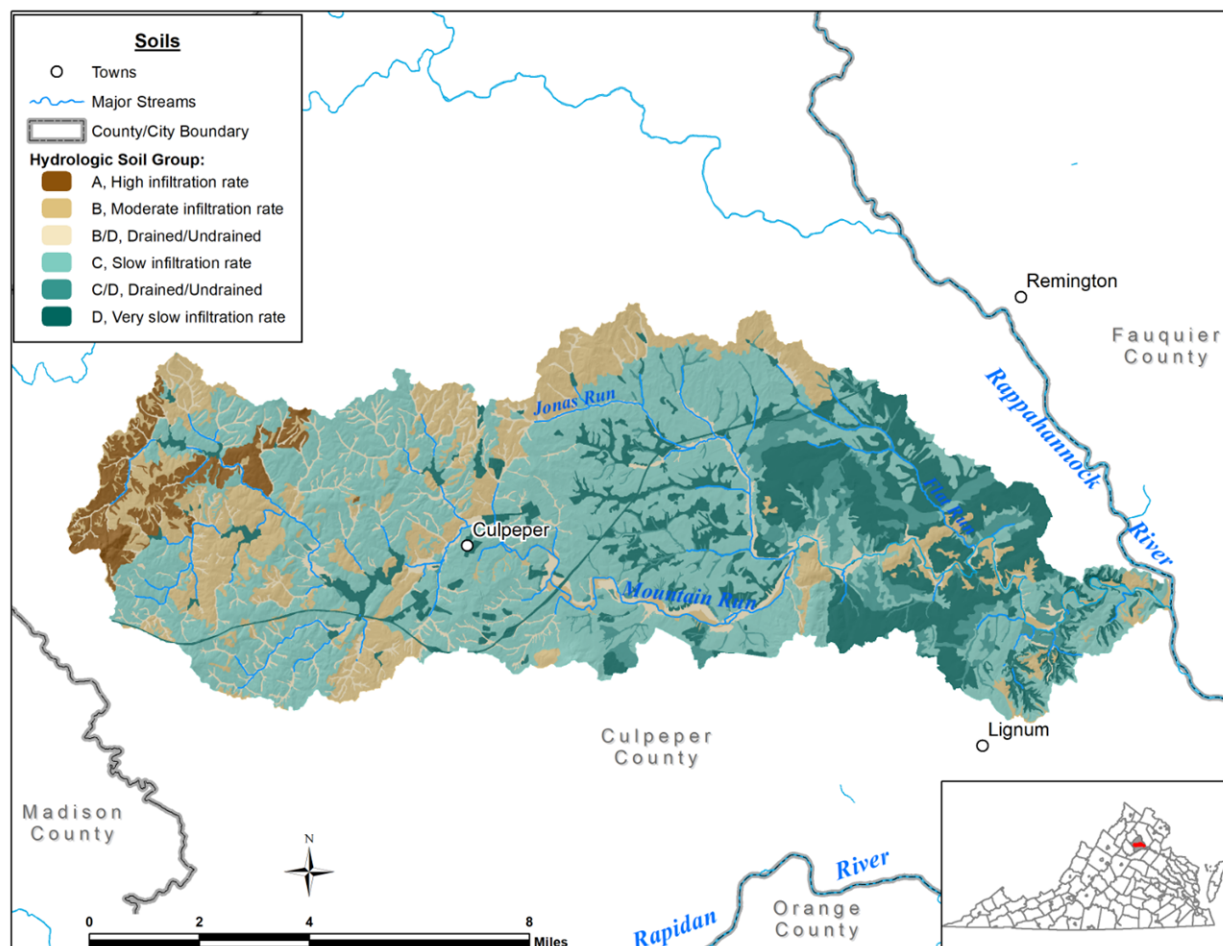 Soils
Towns
Major Streams
County/City Boundary
Hydrologic Soil Group:
A, High infiltration rate
B, Moderate infiltration rate
B/D, Drained/Undrained
C, Slow infiltration rate
C/D, Drained/Undrained
D, Very slow infiltration rate
Remington
Fauquier
County
Rappahannock
River
Jonas Run
Flat Run
Culpeper
Mountain Run
Culpeper
County
Lignum
Madison
County
N
0 2 4 8
Miles
Rapidan
River
Orange
County